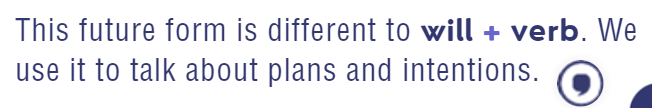 This future form is different to will + verb. We
use it to talk about plans and intentions.